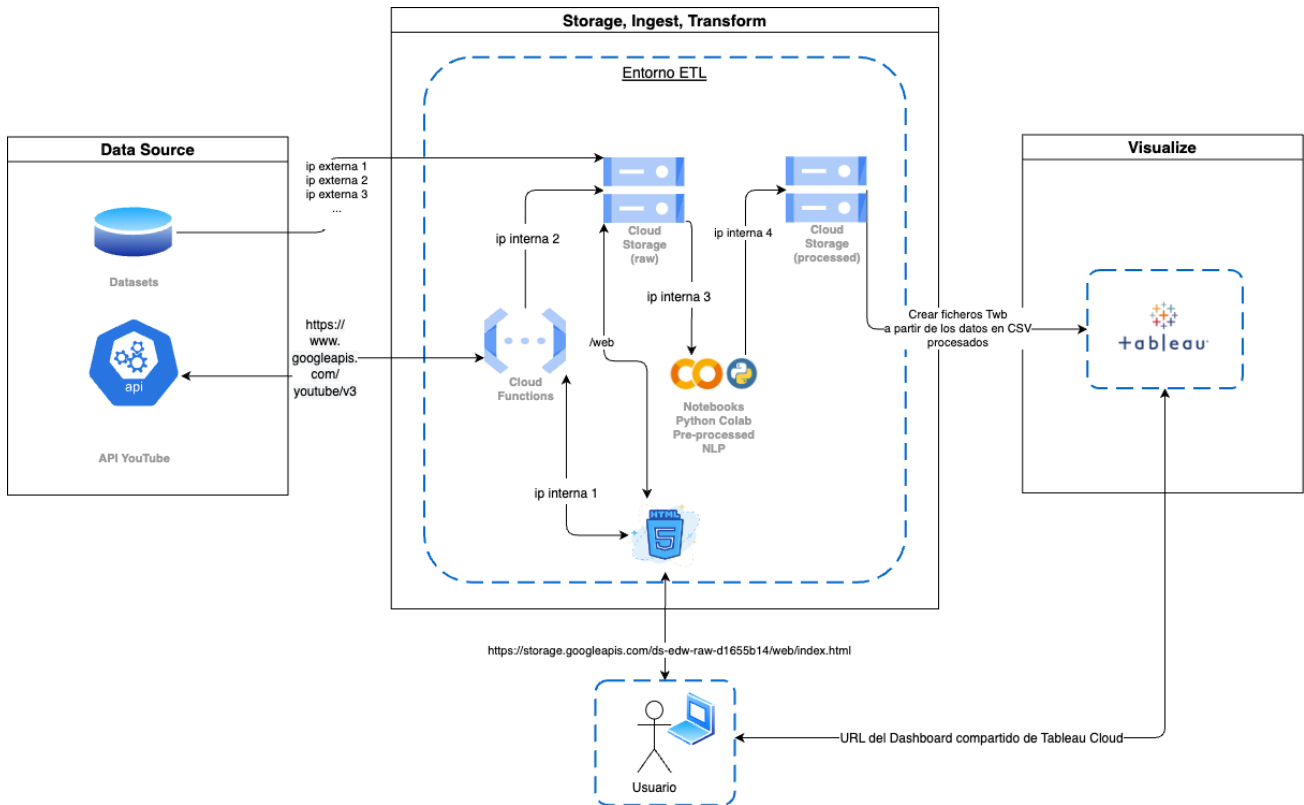 Storage, Ingest, Transform
Entorno ETL
Data Source
ip externa 1
ip externa 2
ip externa 3
...
Datasets
https://
www.
googleapis.
com/
youtube/v3
api
API YouTube
ip interna 2
Cloud
Storage
(raw)
ip interna 4
Cloud
Storage
(processed)
ip interna 3
/web
Cloud
Functions
Notebooks
Python Colab
Pre-processed
NLP
ip interna 1
HTML
5
Visualize
Crear ficheros Twb
a partir de los datos en CSV
procesados
+ableau
https://storage.googleapis.com/ds-edw-raw-d1655b14/web/index.html
Usuario
URL del Dashboard compartido de Tableau Cloud